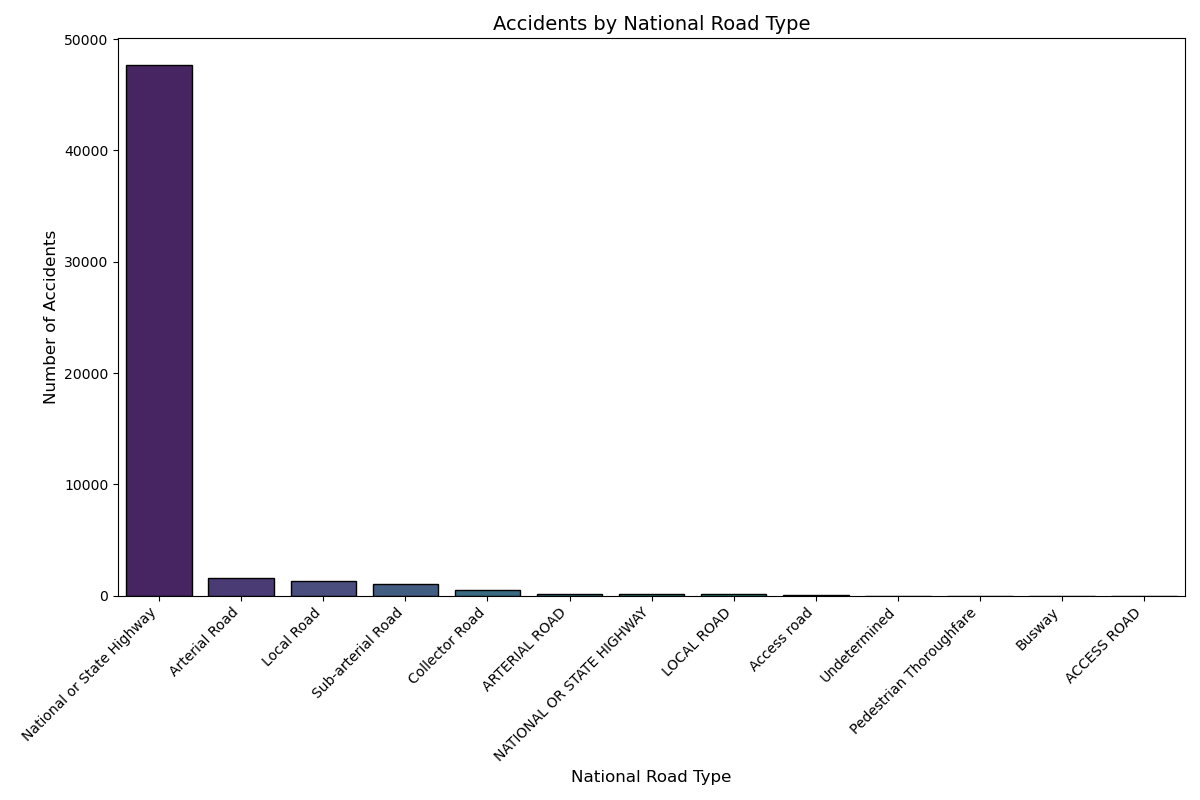 Accidents by National Road Type
Number of Accidents
50000
40000
30000
20000
10000
0
National or State Highway
Arterial Road
Local Road
Sub-arterial Road
Collector Road
ARTERIAL ROAD
NATIONAL OR STATE HIGHWAY
LOCAL ROAD
Access road
Undetermined
Pedestrian Thoroughfare
Busway
ACCESS ROAD
National Road Type